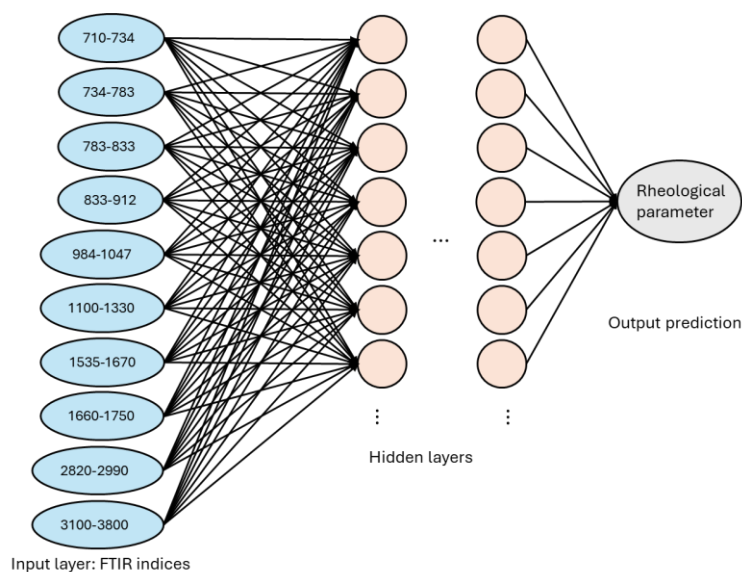 710-734
734-783
783-833
833-912
984-1047
1100-1330
1535-1670
1660-1750
2820-2990
3100-3800
Input layer: FTIR indices
...
⋮
⋮
Hidden layers
Rheological
parameter
Output prediction